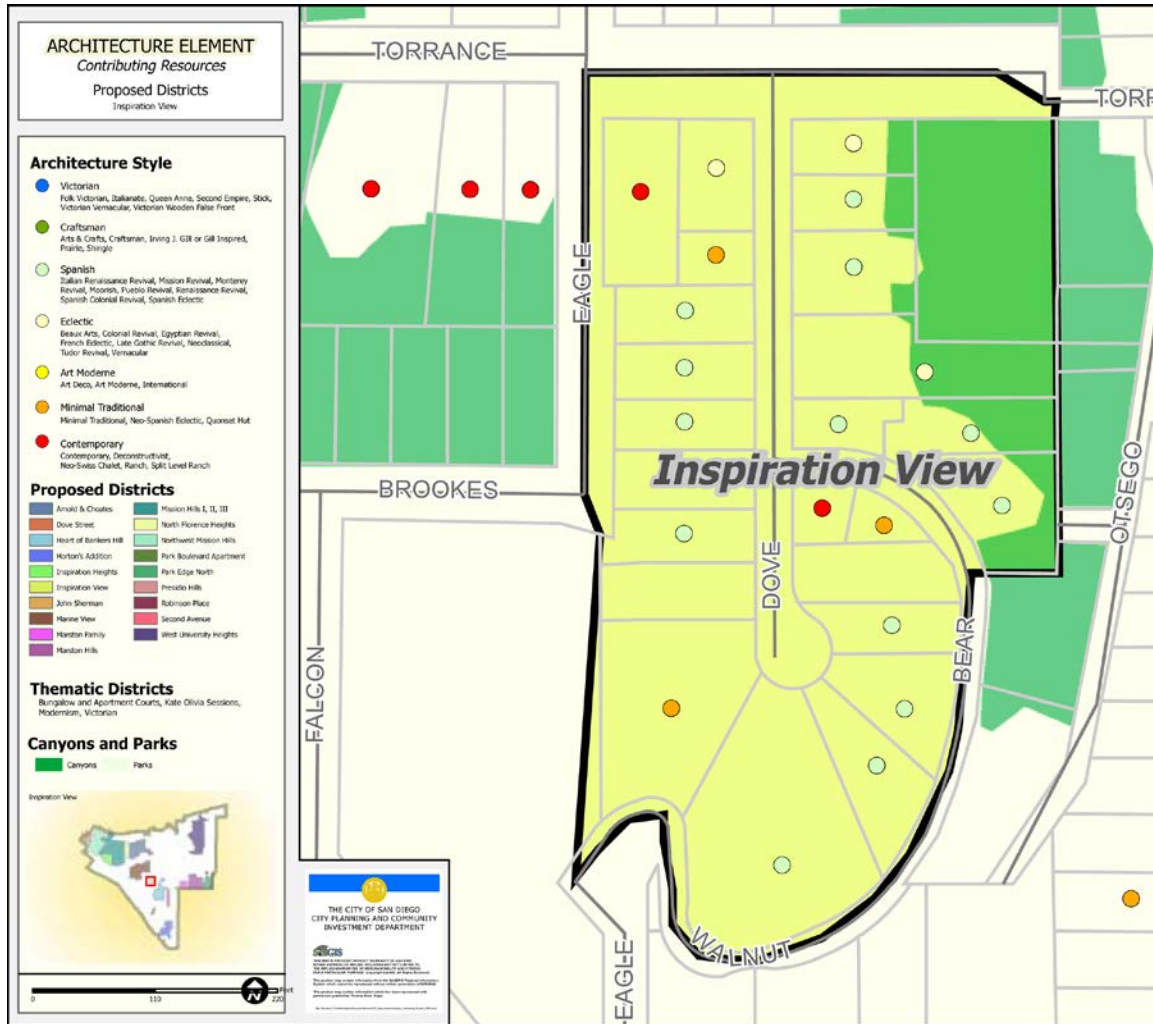 ARCHITECTURE ELEMENT
Contributing Resources
Proposed Districts
Inspiration View
Architecture Style
Victorian
Folk Victorian, Italianate, Queen Anne, Second Empire, Stick,
Victorian Vernacular, Victorian Wooden False Front
Craftsman
Arts & Crafts, Craftsman, Irving J. Gill or Gill Inspired,
Prairie, Shingle
Spanish
Italian Renaissance Revival, Mission Revival, Monterey
Revival, Moorish, Pueblo Revival, Renaissance Revival,
Spanish Colonial Revival, Spanish Eclectic
Eclectic
Beaux Arts, Colonial Revival, Egyptian Revival,
French Eclectic, Late Gothic Revival, Neoclassical,
Tudor Revival, Vernacular
Art Moderne
Art Deco, Art Moderne, International
Minimal Traditional
Minimal Traditional, Neo-Spanish Eclectic, Quonset Hut
Contemporary
Contemporary, Deconstructivist,
Neo-Swiss Chalet, Ranch, Split Level Ranch
Proposed Districts
Arnold & Choates
Dove Street
Heart of Bankers Hill
Horton's Addition
Inspiration Heights
Inspiration View
John Sherman
Marine View
Marston Family
Marston Hills
Mission Hills I, II, III
North Florence Heights
Northwest Mission Hills
Park Boulevard Apartment
Park Edge North
Presidio Hills
Robinson Place
Second Avenue
West University Heights
Thematic Districts
Bungalow and Apartment Courts, Kate Olivia Sessions,
Modernism, Victorian
Canyons and Parks
Canyons
Parks
Inspiration View
0
110
220
Feet
N
THE CITY OF SAN DIEGO
CITY PLANNING AND COMMUNITY
INVESTMENT DEPARTMENT
SanGIS
TORRANCE
TORR
EAGLE
BROOKES
Inspiration View
DOVE
BEAR
OTSEGO
FALCON
WALNUT
EAGLE